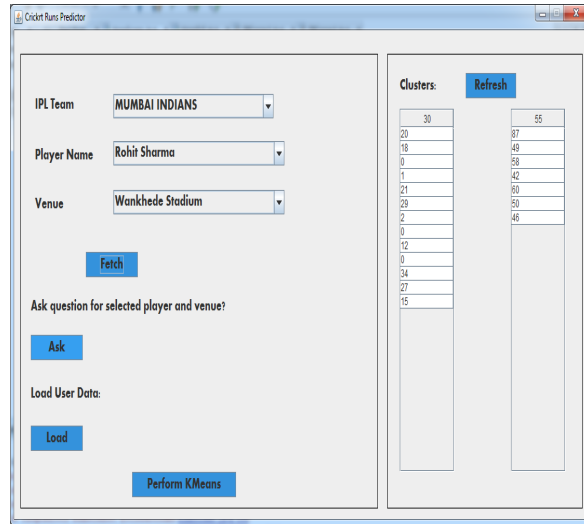 Crickrt Runs Predictor
IPL Team
MUMBAI INDIANS
Player Name
Rohit Sharma
Venue
Wankhede Stadium
Fetch
Ask question for selected player and venue?
Ask
Load User Data:
Load
Perform KMeans
Clusters:
Refresh
30
20
18
0
1
21
29
2
0
12
0
34
27
15
55
87
49
58
42
60
50
46